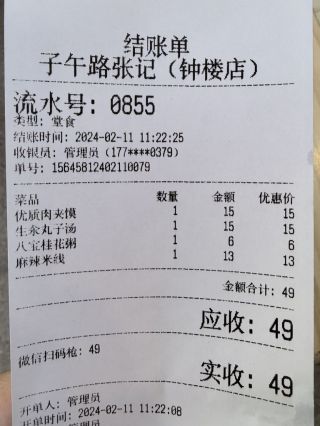 结账单
子午路张记（钟楼店）
流水号: 0855
类型: 堂食
结账时间: 2024-02-11 11:22:25
收银员: 管理员（177****0379）
单号: 15645812402110079
菜品 数量 金额 优惠价
优质肉夹馍 1 15 15
生汆丸子汤 1 15 15
八宝桂花粥 1 6 6
麻辣米线 1 13 13
金额合计: 49
应收: 49
微信扫码枪: 49
实收: 49
开单人: 管理员
开单时间: 2024-02-11 11:22:08